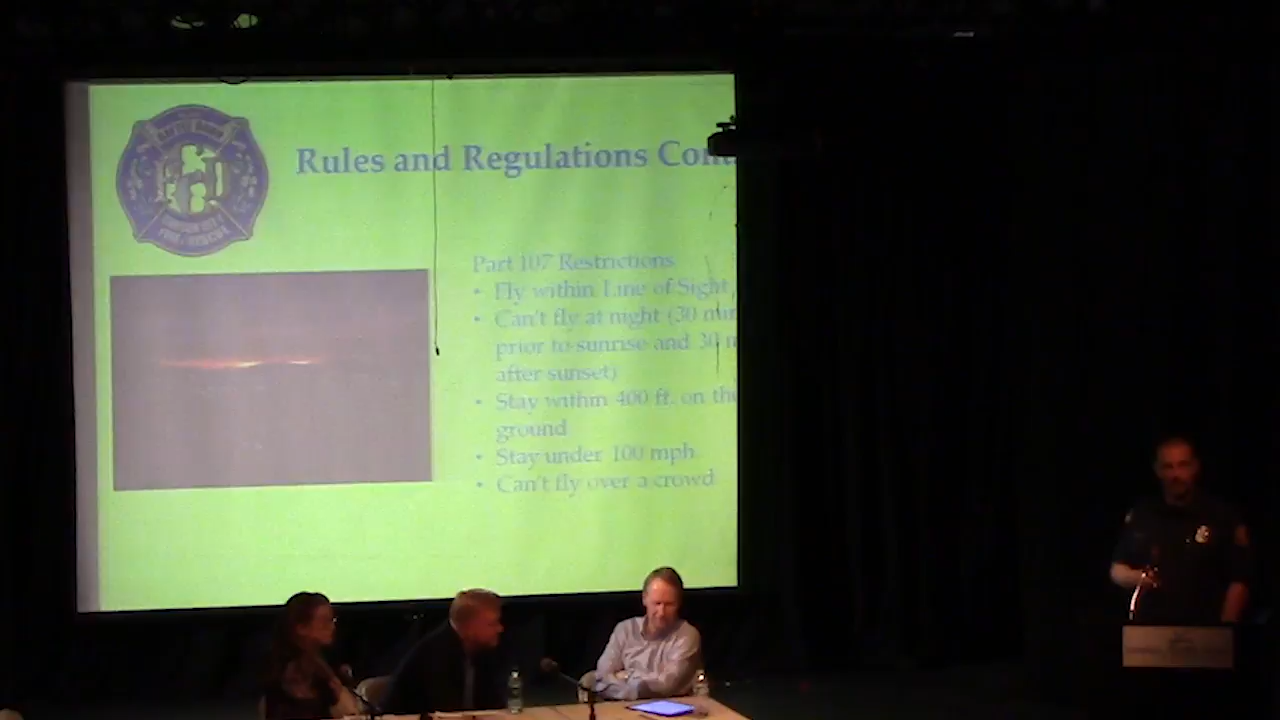 Rules and Regulations
Part 107 Restrictions
• Fly within Line of Sight,
• Can't fly at night (30
prior to sunrise and 30
after sunset)
• Stay within 400 ft. on the
ground
• Stay under 100 mph
• Can't fly over a crowd